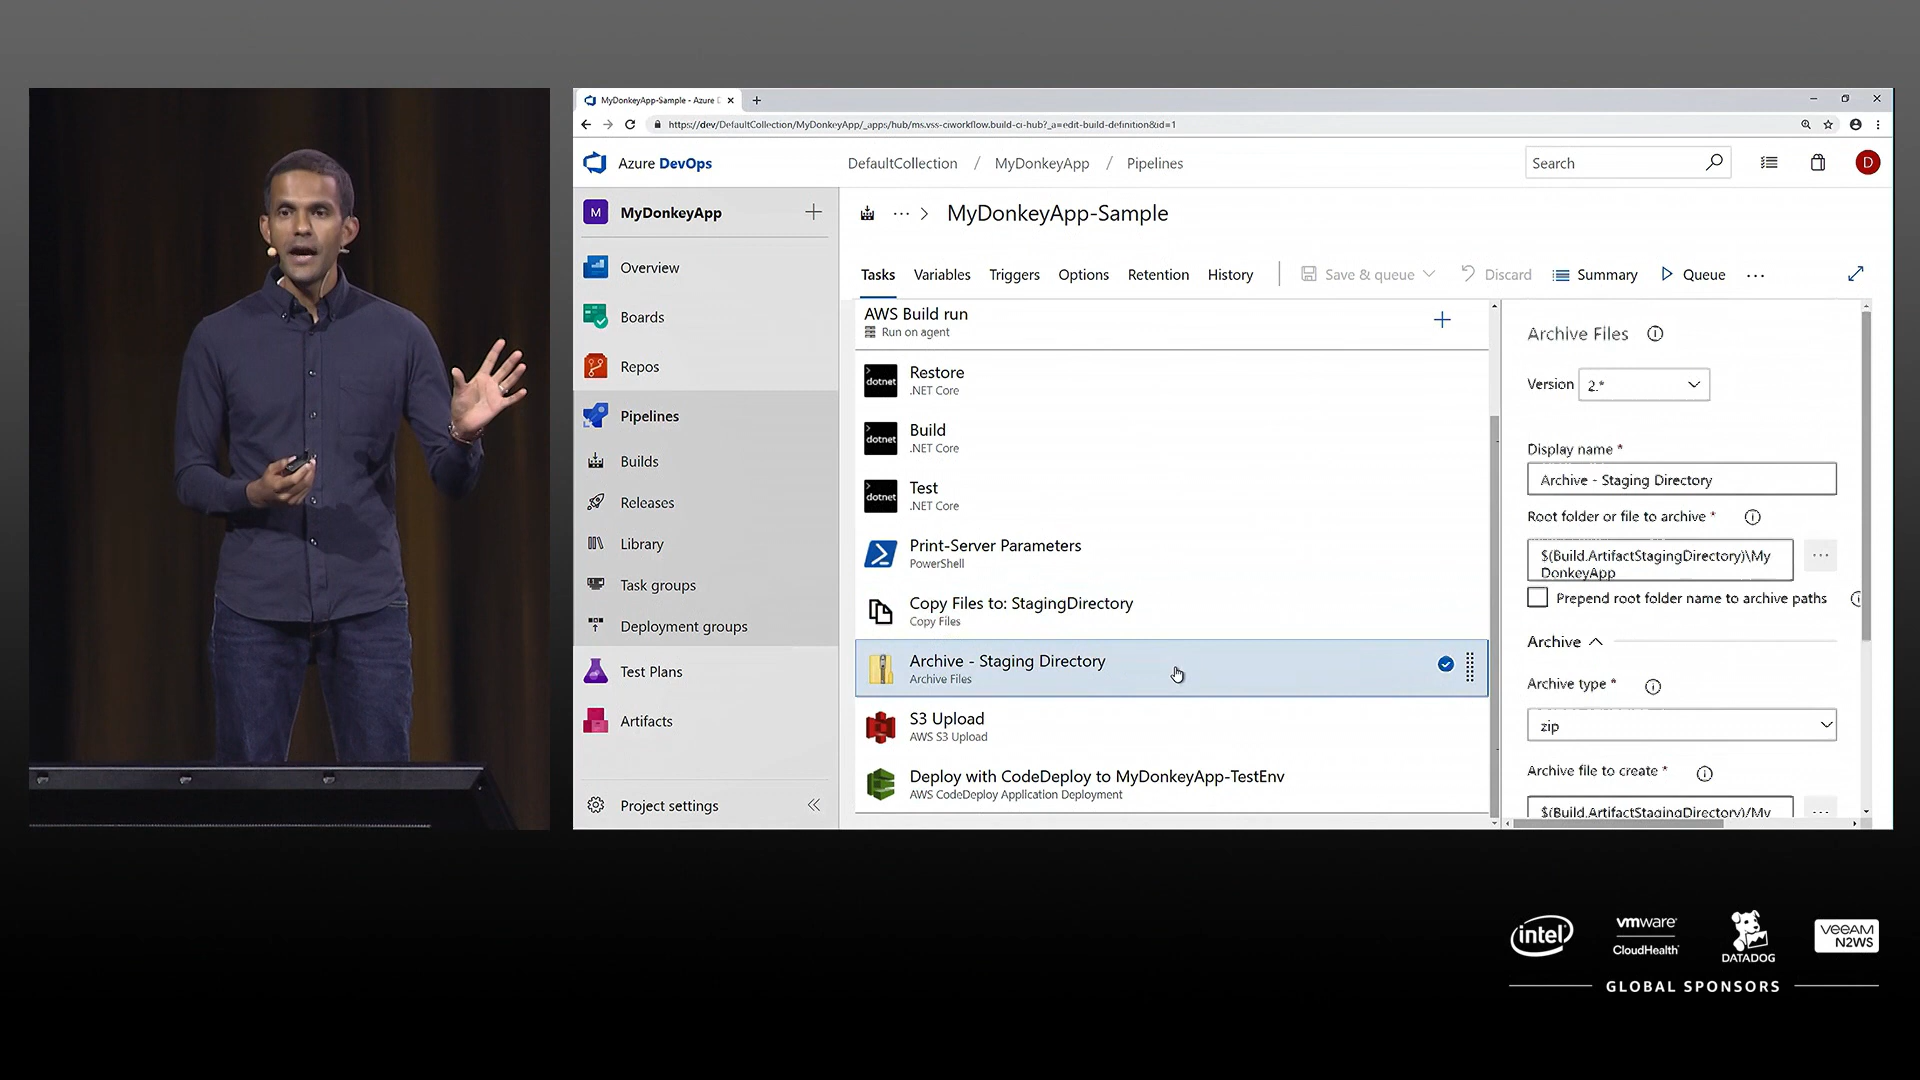 MyDonkeyApp-Sample - Azure D
https://dev/DefaultCollection/MyDonkeyApp/_apps/hub/ms.vss-ciworkflow.build-ci-hub?_a=edit-build-definition&id=1
Azure DevOps
DefaultCollection / MyDonkeyApp / Pipelines
Search
D
M
MyDonkeyApp
Overview
Boards
Repos
Pipelines
Builds
Releases
Library
Task groups
Deployment groups
Test Plans
Artifacts
Project settings
MyDonkeyApp-Sample
Tasks
Variables
Triggers
Options
Retention
History
Save & queue
Discard
Summary
Queue
AWS Build run
Run on agent
dotnet
Restore
.NET Core
dotnet
Build
.NET Core
dotnet
Test
.NET Core
Print-Server Parameters
PowerShell
Copy Files to: StagingDirectory
Copy Files
Archive - Staging Directory
Archive Files
S3 Upload
AWS S3 Upload
Deploy with CodeDeploy to MyDonkeyApp-TestEnv
AWS CodeDeploy Application Deployment
Archive Files
Version 2.*
Display name *
Archive - Staging Directory
Root folder or file to archive *
$(Build.ArtifactStagingDirectory)\My
DonkeyApp
Prepend root folder name to archive paths
Archive
Archive type *
zip
Archive file to create *
$(Build.ArtifactStagingDirectory)/My
intel
vmware
CloudHealth
DATADOG
VEEAM
N2WS
GLOBAL SPONSORS